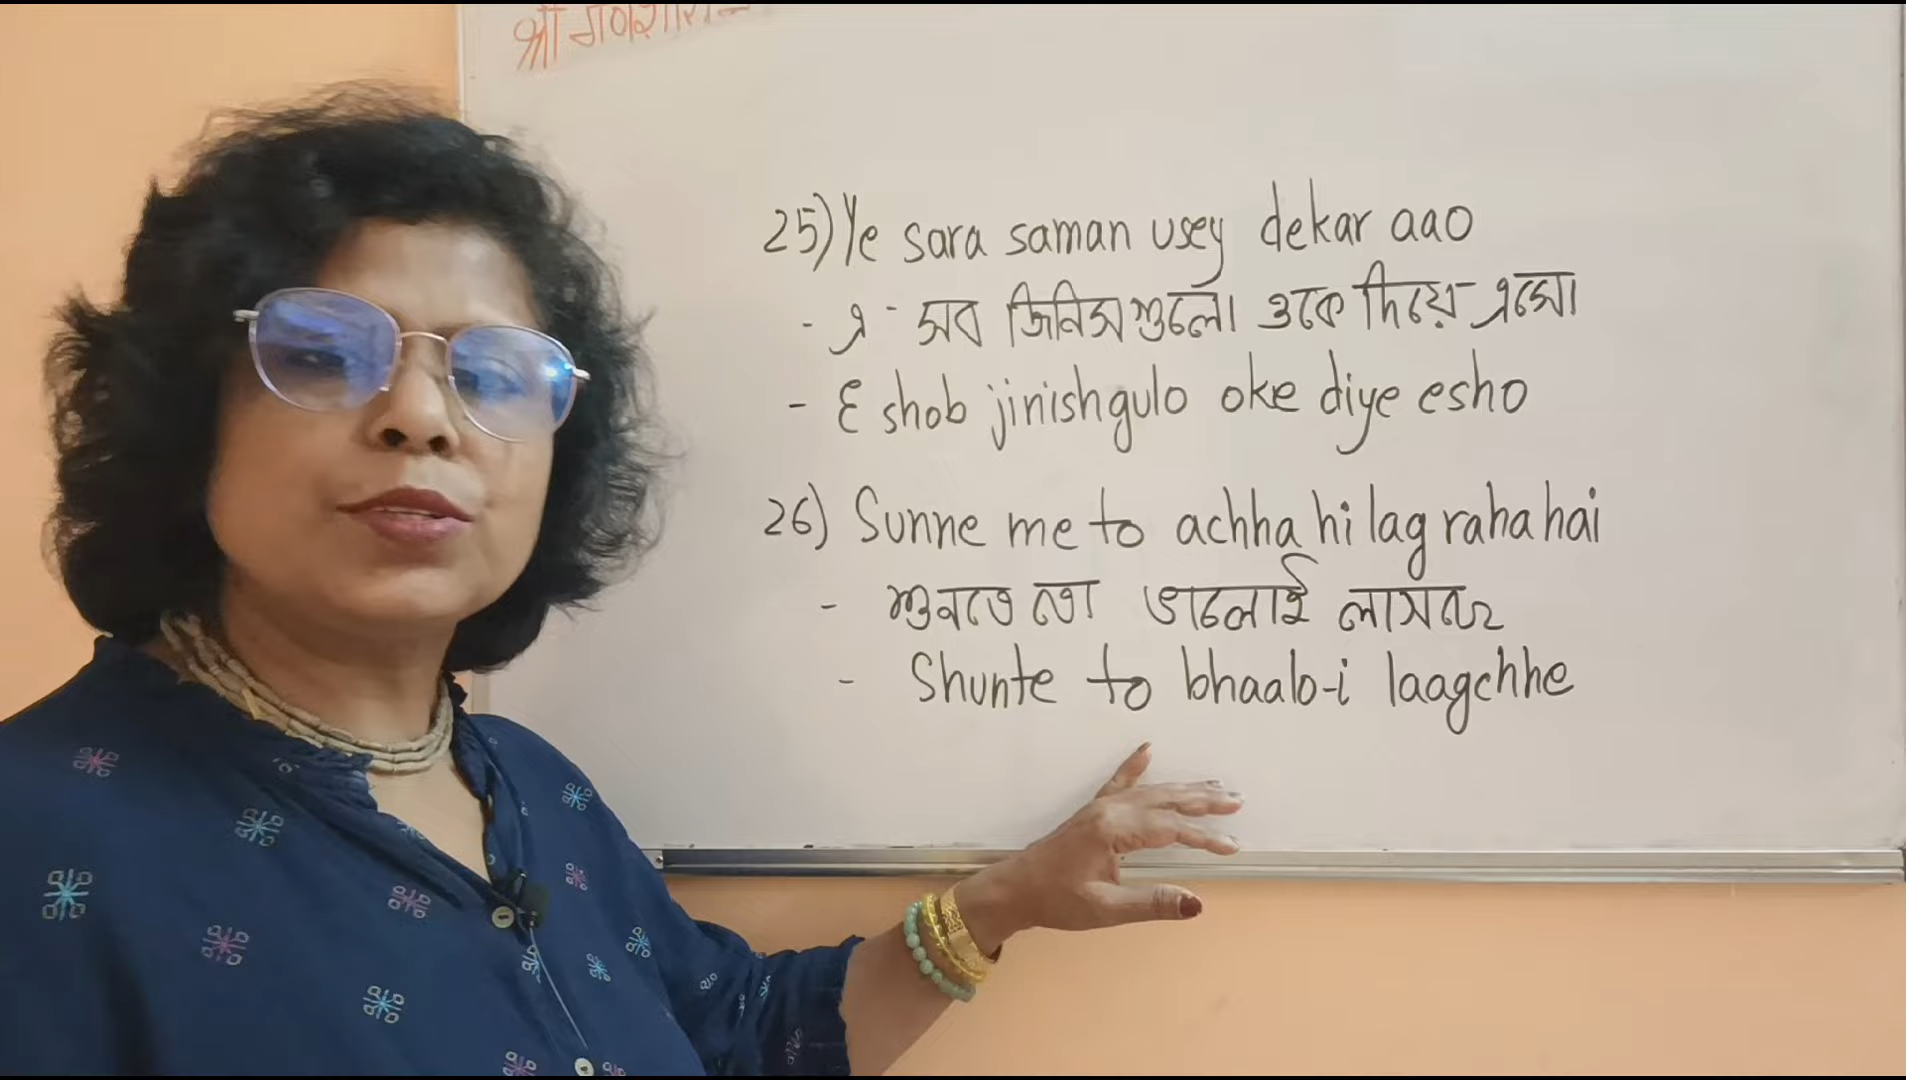 श्री
25) Ye sara saman usey dekar aao
- এ - সব জিনিসগুলো ওকে দিয়ে এসো
- E shob jinishgulo oke diye esho
26) Sunne me to achha hi lag raha hai
- শুনতে তো ভালোই লাগছে
- Shunte to bhaalo-i laagchhe